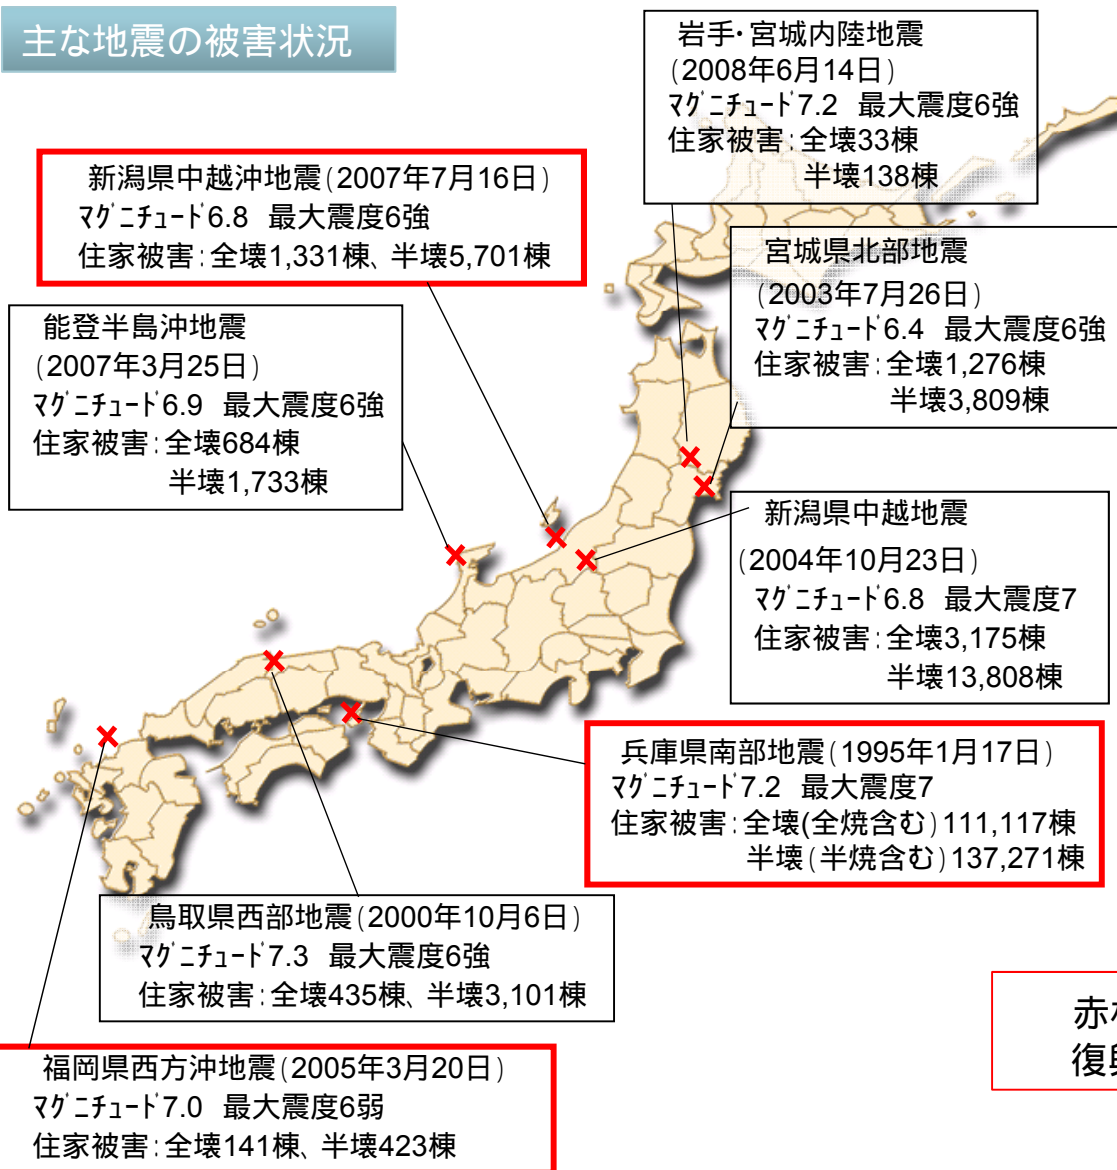 主な地震の被害状況
岩手･宮城内陸地震
(2008年6月14日)
ﾏｸﾞﾆﾁｭｰﾄﾞ7.2 最大震度6強
住家被害:全壊33棟
半壊138棟
新潟県中越沖地震(2007年7月16日)
ﾏｸﾞﾆﾁｭｰﾄﾞ6.8 最大震度6強
住家被害:全壊1,331棟、半壊5,701棟
宮城県北部地震
(2003年7月26日)
ﾏｸﾞﾆﾁｭｰﾄﾞ6.4 最大震度6強
住家被害:全壊1,276棟
半壊3,809棟
能登半島沖地震
(2007年3月25日)
ﾏｸﾞﾆﾁｭｰﾄﾞ6.9 最大震度6強
住家被害:全壊684棟
半壊1,733棟
新潟県中越地震
(2004年10月23日)
ﾏｸﾞﾆﾁｭｰﾄﾞ6.8 最大震度7
住家被害:全壊3,175棟
半壊13,808棟
兵庫県南部地震(1995年1月17日)
ﾏｸﾞﾆﾁｭｰﾄﾞ7.2 最大震度7
住家被害:全壊(全焼含む)111,117棟
半壊(半焼含む)137,271棟
鳥取県西部地震(2000年10月6日)
ﾏｸﾞﾆﾁｭｰﾄﾞ7.3 最大震度6強
住家被害:全壊435棟、半壊3,101棟
福岡県西方沖地震(2005年3月20日)
ﾏｸﾞﾆﾁｭｰﾄﾞ7.0 最大震度6弱
住家被害:全壊141棟、半壊423棟
赤
復